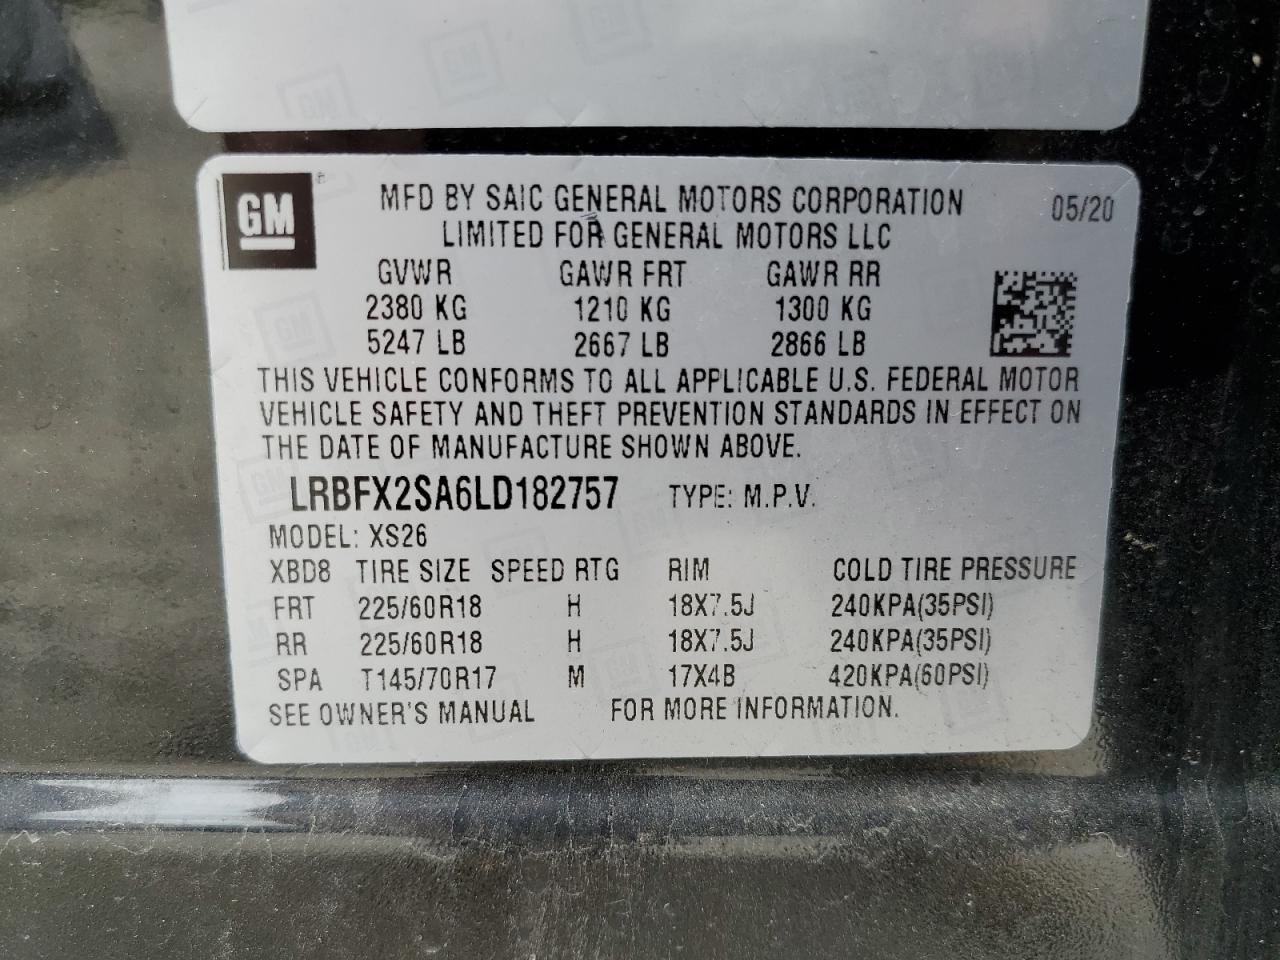 GM
MFD BY SAIC GENERAL MOTORS CORPORATION 05/20
LIMITED FOR GENERAL MOTORS LLC
GVWR GAWR FRT GAWR RR
2380 KG 1210 KG 1300 KG
5247 LB 2667 LB 2866 LB
THIS VEHICLE CONFORMS TO ALL APPLICABLE U.S. FEDERAL MOTOR
VEHICLE SAFETY AND THEFT PREVENTION STANDARDS IN EFFECT ON
THE DATE OF MANUFACTURE SHOWN ABOVE.
LRBFX2SA6LD182757 TYPE: M.P.V.
MODEL: XS26
XBD8 TIRE SIZE SPEED RTG RIM COLD TIRE PRESSURE
FRT 225/60R18 H 18X7.5J 240KPA(35PSI)
RR 225/60R18 H 18X7.5J 240KPA(35PSI)
SPA T145/70R17 M 17X4B 420KPA(60PSI)
SEE OWNER'S MANUAL FOR MORE INFORMATION.